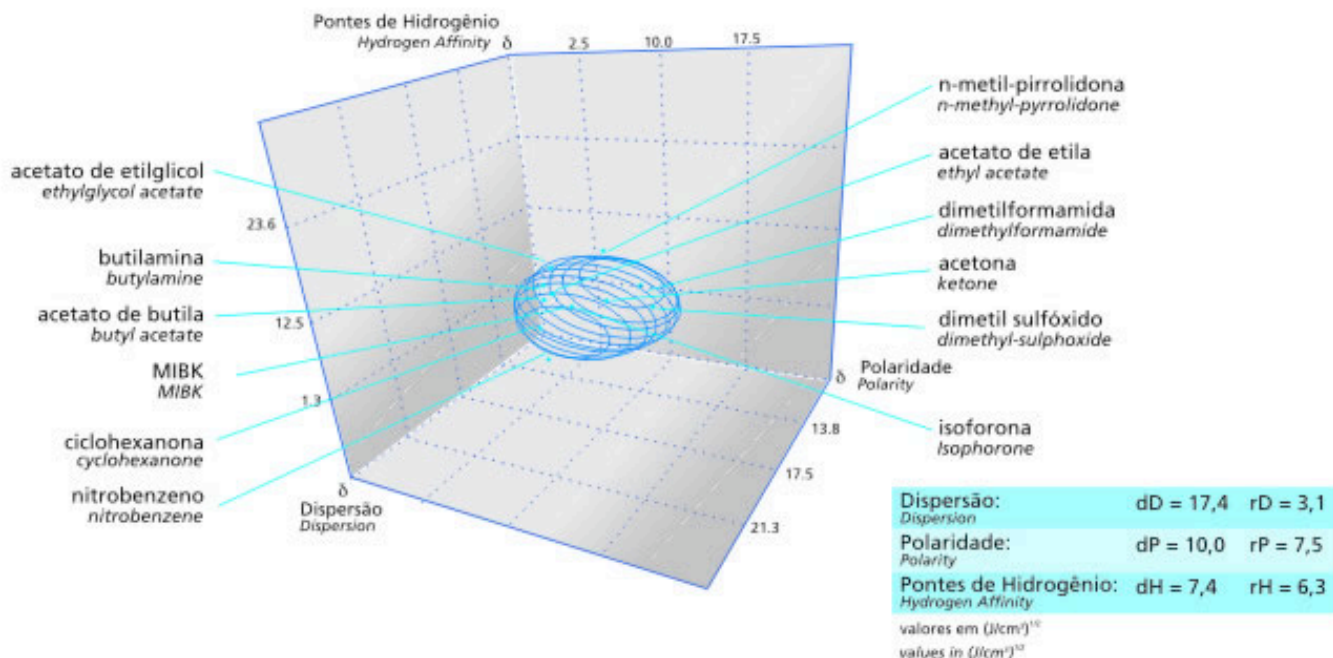 Pontes de Hidrogênio
Hydrogen Affinity δ
2.5
10.0
17.5
n-metil-pirrolidona
n-methyl-pyrrolidone
acetato de etila
ethyl acetate
acetato de etilglicol
ethylglycol acetate
dimetilformamida
dimethylformamide
23.6
butilamina
butylamine
acetona
ketone
acetato de butila
butyl acetate
12.5
dimetil sulfóxido
dimethyl-sulphoxide
MIBK
MIBK
δ Polaridade
Polarity
1.3
13.8
ciclohexanona
cyclohexanone
isoforona
Isophorone
17.5
nitrobenzeno
nitrobenzene
δ
Dispersão
Dispersion
21.3
Dispersão: dD = 17,4 rD = 3,1
Dispersion
Polaridade: dP = 10,0 rP = 7,5
Polarity
Pontes de Hidrogênio: dH = 7,4 rH = 6,3
Hydrogen Affinity
valores em (J/cm³)¹/²
values in (J/cm³)¹/²